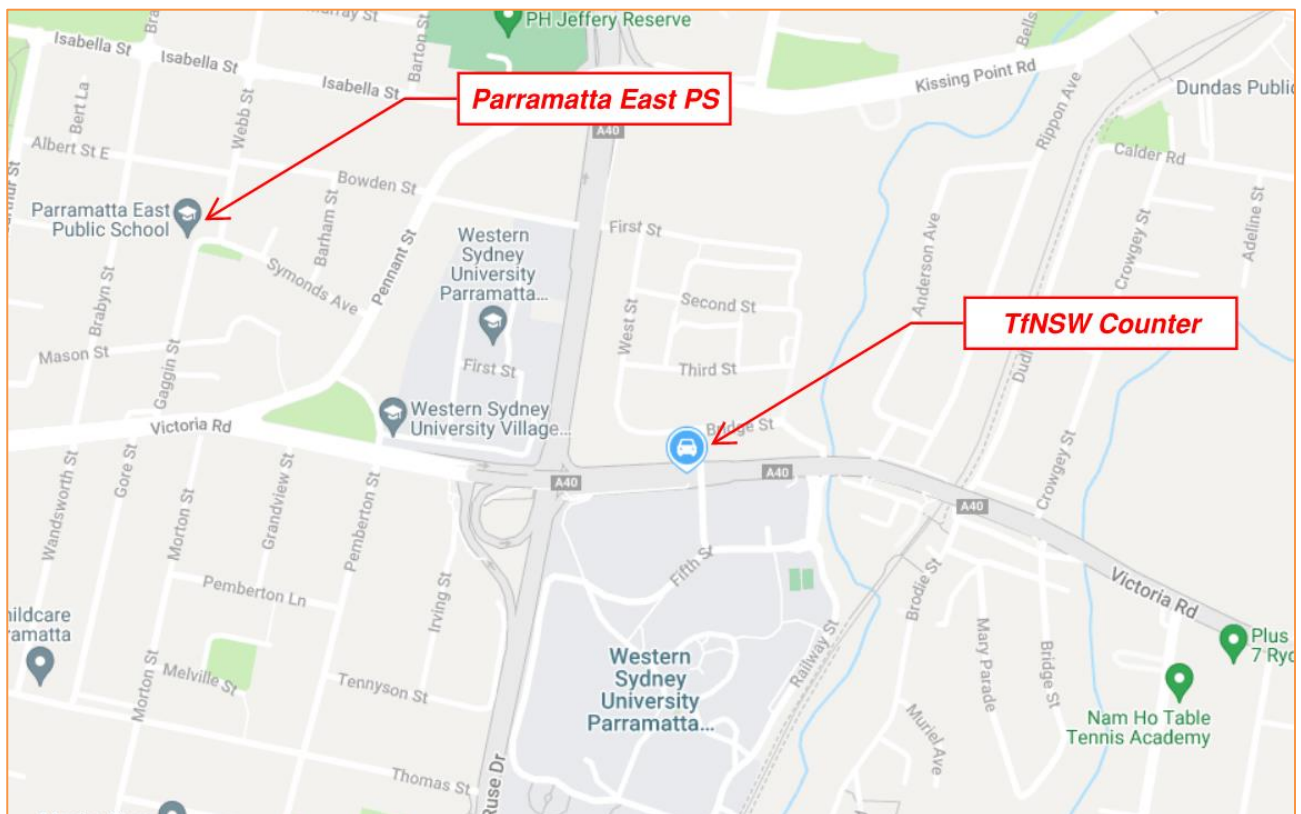 PH Jeffery Reserve
Isabella St
Isabella St
Isabella St
Barton St
Bert La
Webb St
Parramatta East PS
A40
Kissing Point Rd
Rippon Ave
Dundas Public
Albert St E
Bowden St
Calder Rd
Parramatta East
Public School
Barham St
Symonds Ave
Pennant St
Western
Sydney
University
Parramatta...
First St
West St
Second St
Third St
Anderson Ave
Crowgey St
Adeline St
TfNSW Counter
Brabyn St
Mason St
Gaggin St
First St
Western Sydney
University Village...
Bridge St
Victoria Rd
A40
A40
A40
Crowgey St
Wandsworth St
Gore St
Morton St
Grandview St
Pemberton St
Fifth St
Pemberton Ln
Irving St
Brodie St
Victoria Rd
Mary Parade
Bridge St
Railway St
Western
Sydney
University
Parramatta...
Plus
Nam Ho Table
Tennis Academy
Morton St
Melville St
Tennyson St
Muriel Ave
Thomas St
Ruse Dr